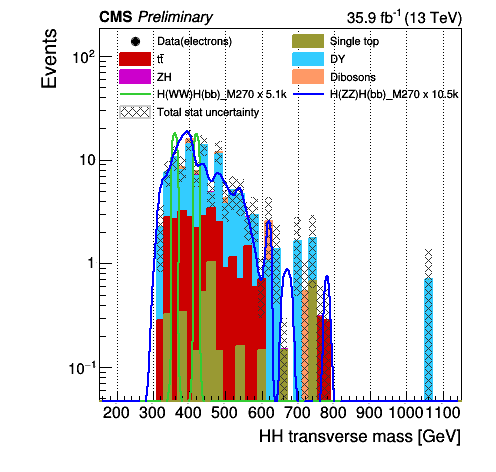 CMS Preliminary 35.9 fb⁻¹ (13 TeV)
Events
Data(electrons) Single top
tt̄ DY
ZH Dibosons
H(WW)H(bb)_M270 x 5.1k H(ZZ)H(bb)_M270 x 10.5k
Total stat uncertainty
10²
10
1
10⁻¹
200 300 400 500 600 700 800 900 1000 1100
HH transverse mass [GeV]